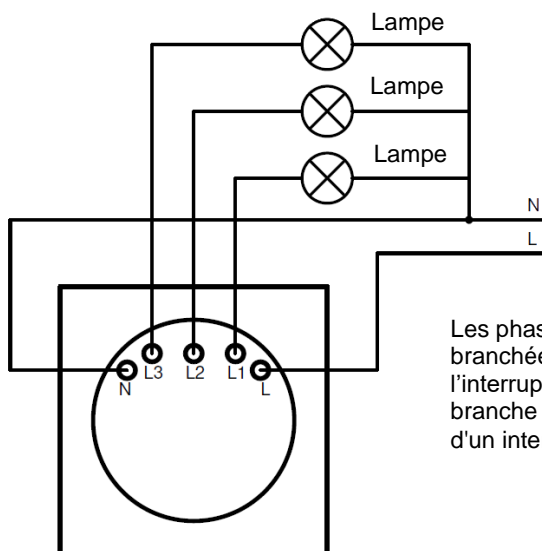 Lampe
Lampe
Lampe
N
L
L3 L2 L1
N L
Les phas
branchée
l'interrup
branche
d'un inte